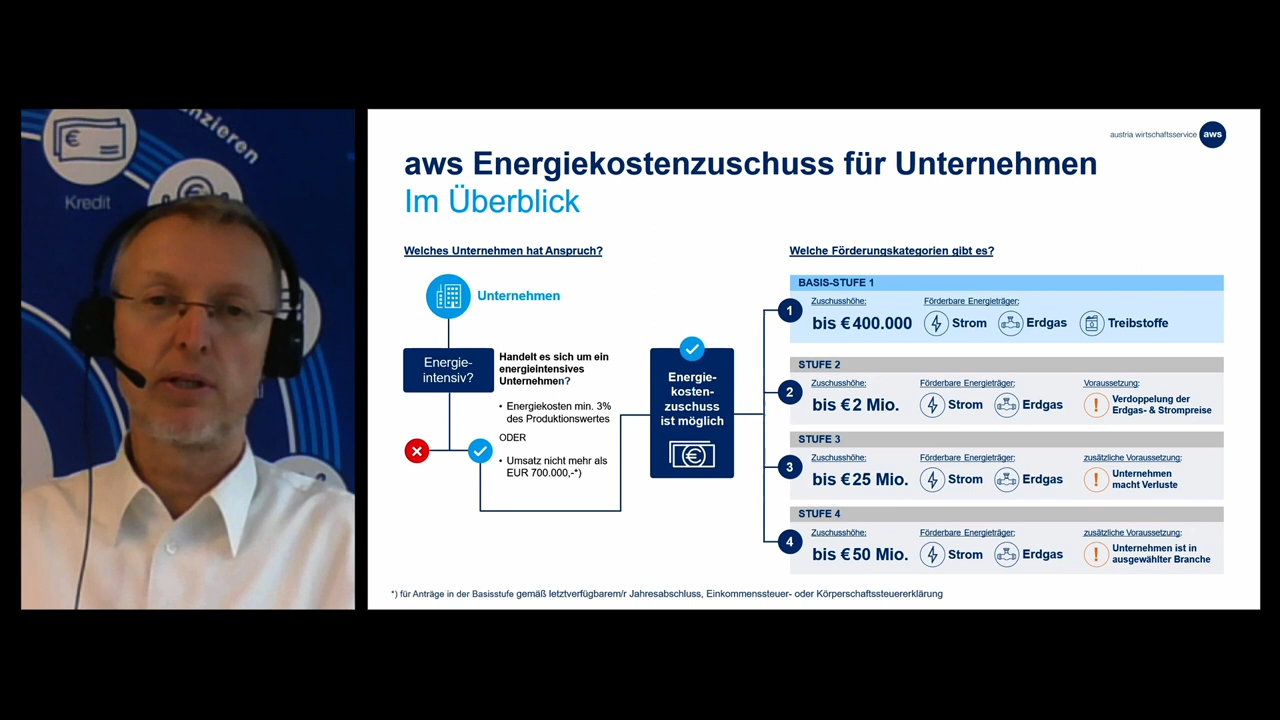 nzieren
€
Kredit
€
austria wirtschaftsservice aws
aws Energiekostenzuschuss für Unternehmen
Im Überblick
Welches Unternehmen hat Anspruch?
Unternehmen
Energie-
intensiv?
Handelt es sich um ein
energieintensives
Unternehmen?
• Energiekosten min. 3%
des Produktionswertes
ODER
• Umsatz nicht mehr als
EUR 700.000,-*)
Energie-
kosten-
zuschuss
ist möglich
€
Welche Förderungskategorien gibt es?
BASIS-STUFE 1
1
Zuschusshöhe: Förderbare Energieträger:
bis € 400.000 Strom Erdgas Treibstoffe
STUFE 2
2
Zuschusshöhe: Förderbare Energieträger: Voraussetzung:
bis € 2 Mio. Strom Erdgas ! Verdoppelung der
Erdgas- & Strompreise
STUFE 3
3
Zuschusshöhe: Förderbare Energieträger: zusätzliche Voraussetzung:
bis € 25 Mio. Strom Erdgas ! Unternehmen
macht Verluste
STUFE 4
4
Zuschusshöhe: Förderbare Energieträger: zusätzliche Voraussetzung:
bis € 50 Mio. Strom Erdgas ! Unternehmen ist in
ausgewählter Branche
*) für Anträge in der Basisstufe gemäß letztverfügbarem/r Jahresabschluss, Einkommenssteuer- oder Körperschaftssteuererklärung